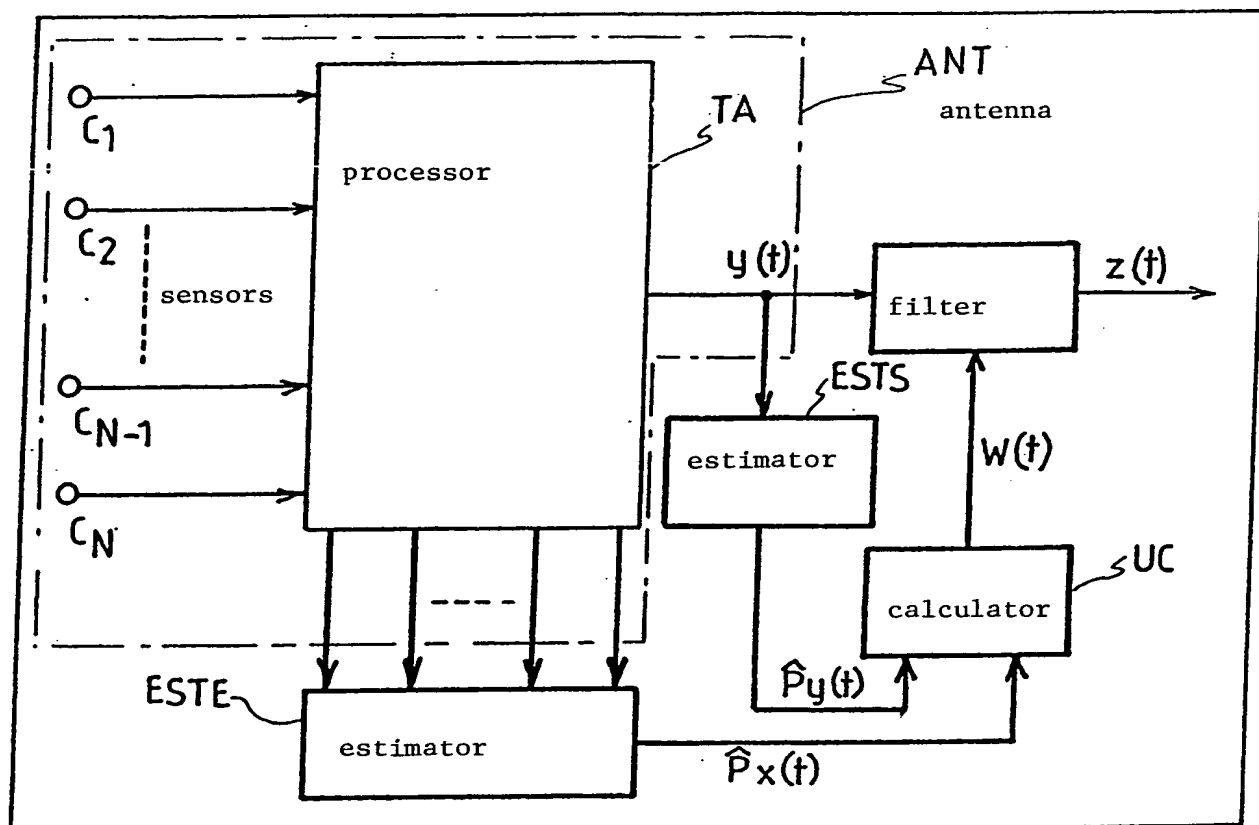 ANT
antenna
TA
C1
processor
C2
sensors
y(t)
z(t)
filter
ESTS
CN-1
estimator
W(t)
CN
UC
calculator
P̂y(t)
ESTE
estimator
P̂x(t)